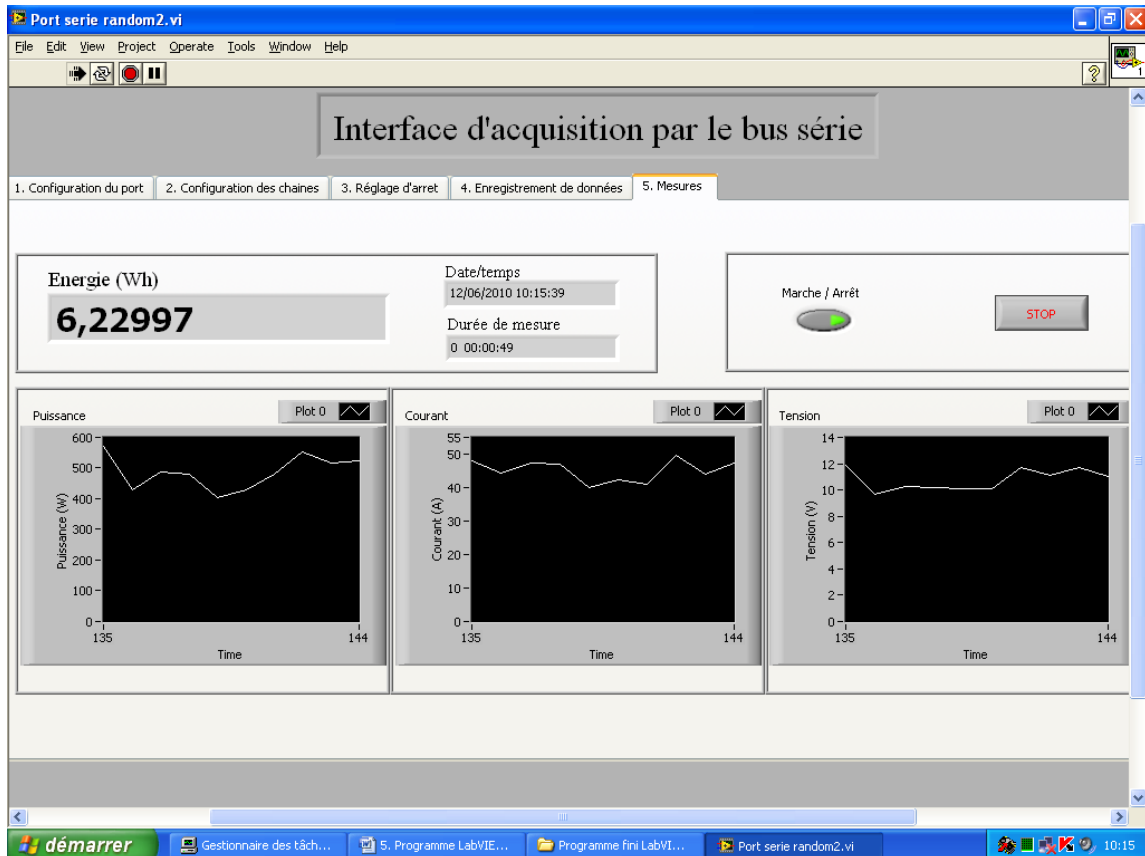 Port serie random2.vi
File Edit View Project Operate Tools Window Help
1
Interface d'acquisition par le bus série
1. Configuration du port 2. Configuration des chaines 3. Réglage d'arret 4. Enregistrement de données 5. Mesures
Energie (Wh)
6,22997
Date/temps
12/06/2010 10:15:39
Durée de mesure
0 00:00:49
Marche / Arrêt
STOP
Puissance
Plot 0
Puissance (W)
600
500
400
300
200
100
0
135 144
Time
Courant
Plot 0
Courant (A)
55
50
40
30
20
10
0
135 144
Time
Tension
Plot 0
Tension (V)
14
12
10
8
6
4
2
0
135 144
Time
démarrer Gestionnaire des tâch... 5. Programme LabVIE... Programme fini LabVI... Port serie random2.vi 10:15